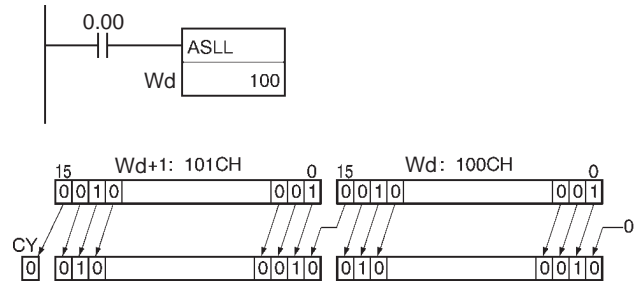 0.00
ASLL
Wd 100
Wd+1: 101CH Wd: 100CH
15 0 15 0
0 0 1 0 0 0 1 0 0 1 0 0 0 1
0
CY
0 0 1 0 0 0 1 0 0 1 0 0 0 1 0